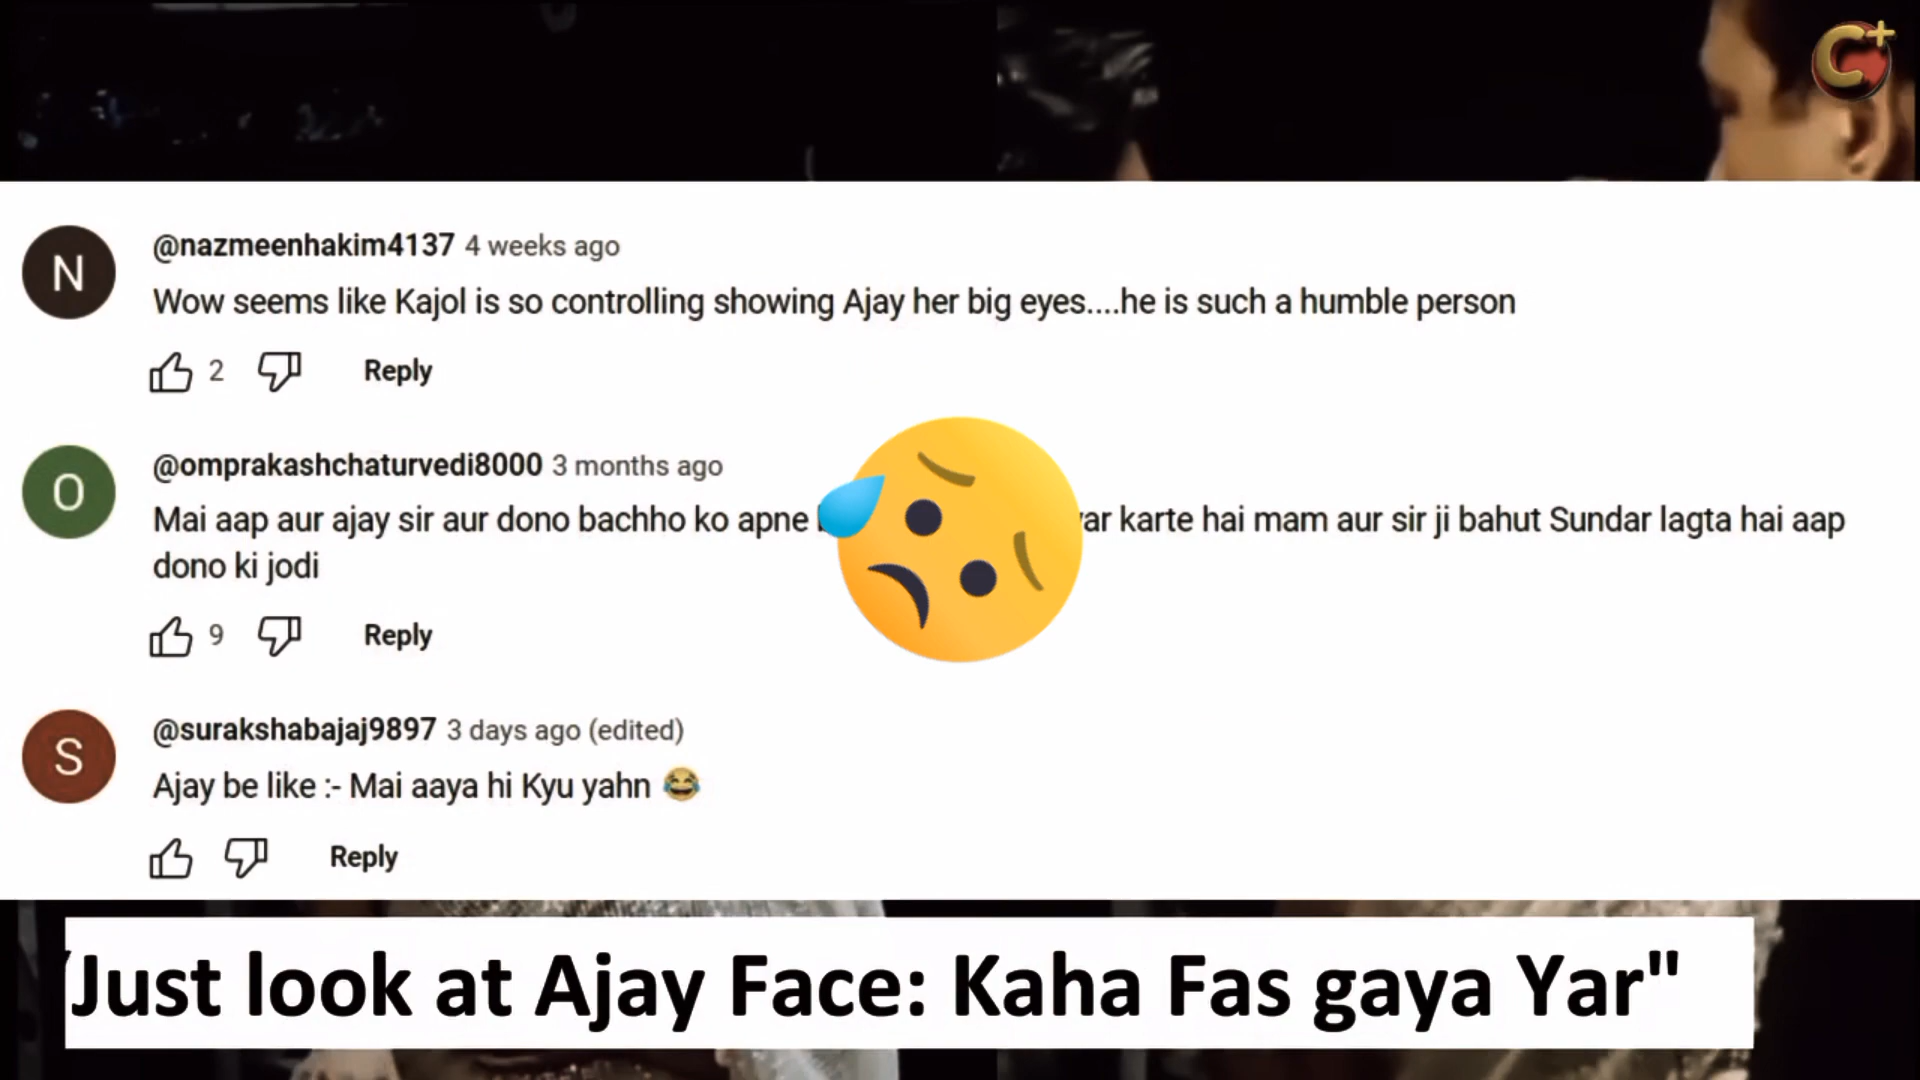 C+
N
@nazmeenhakim4137 4 weeks ago
Wow seems like Kajol is so controlling showing Ajay her big eyes....he is such a humble person
2 Reply
O
@omprakashchaturvedi8000 3 months ago
Mai aap aur ajay sir aur dono bachho ko apne karte hai mam aur sir ji bahut Sundar lagta hai aap
dono ki jodi
9 Reply
S
@surakshabajaj9897 3 days ago (edited)
Ajay be like :- Mai aaya hi Kyu yahn 😂
Reply
"Just look at Ajay Face: Kaha Fas gaya Yar"